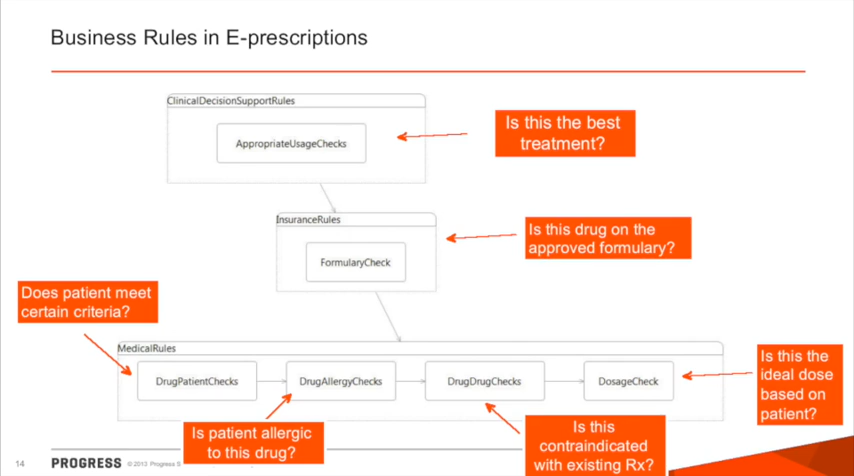 Business Rules in E-prescriptions
ClinicalDecisionSupportRules
AppropriateUsageChecks
Is this the best
treatment?
InsuranceRules
FormularyCheck
Is this drug on the
approved formulary?
Does patient meet
certain criteria?
MedicalRules
DrugPatientChecks
DrugAllergyChecks
DrugDrugChecks
DosageCheck
Is this the
ideal dose
based on
patient?
Is patient allergic
to this drug?
Is this
contraindicated
with existing Rx?
14
PROGRESS
© 2013 Progress S